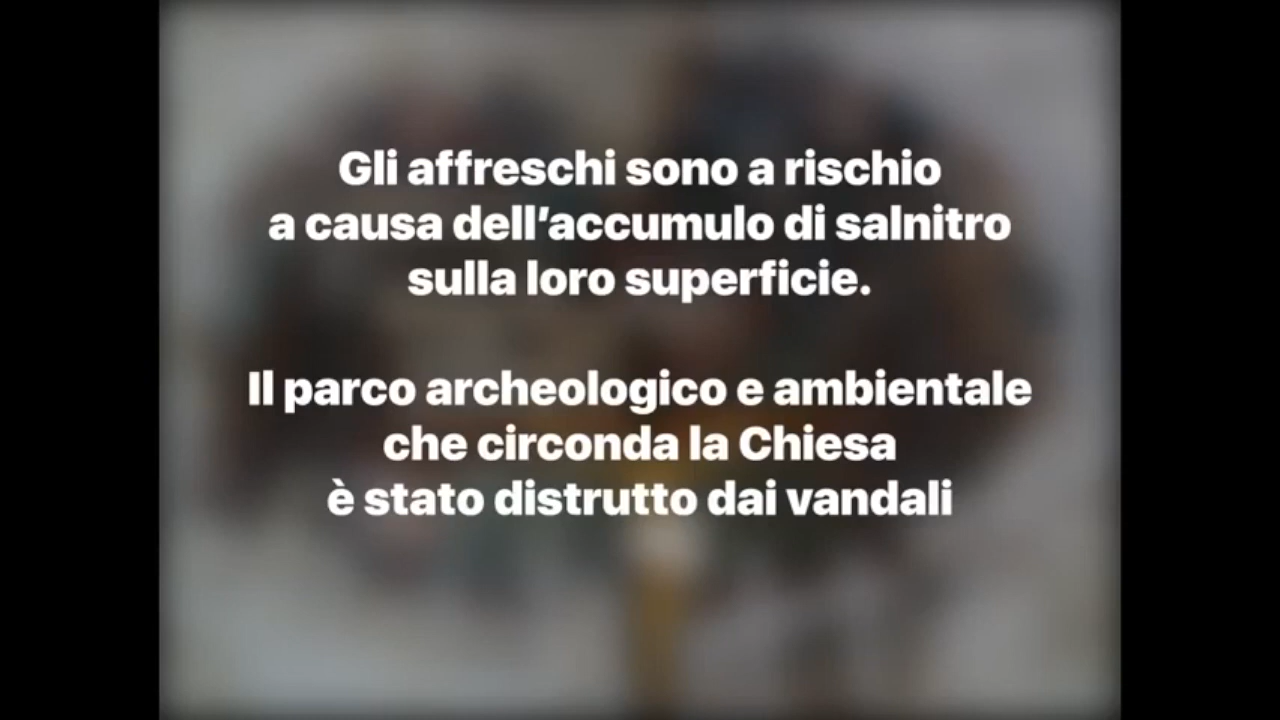 Gli affreschi sono a rischio
a causa dell’accumulo di salnitro
sulla loro superficie.
Il parco archeologico e ambientale
che circonda la Chiesa
è stato distrutto dai vandali